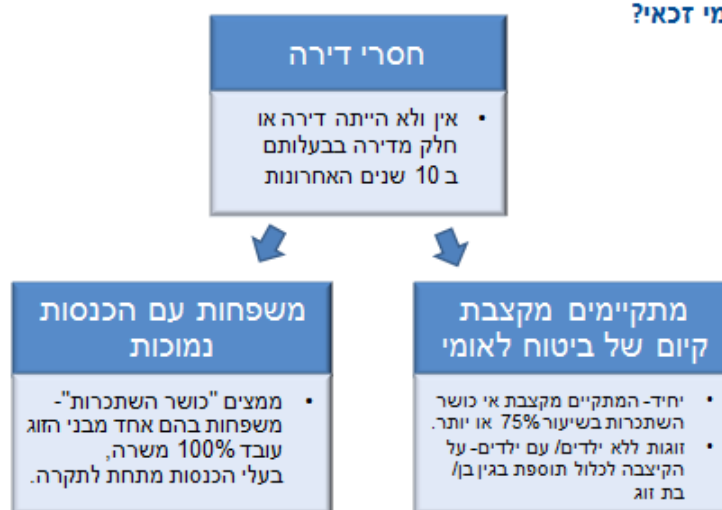 מי זכאי?
חסרי דירה
• אין ולא הייתה דירה או
חלק מדירה בבעלותם
ב 10 שנים האחרונות
מתקיימים מקצבת
קיום של ביטוח לאומי
• יחיד- המתקיים מקצבת אי כושר
השתכרות בשיעור 75% או יותר.
• זוגות ללא ילדים/ עם ילדים- על
הקיצבה לכלול תוספת בגין בן/
בת זוג
משפחות עם הכנסות
נמוכות
• ממצים "כושר השתכרות"-
משפחות בהם אחד מבני הזוג
עובד 100% משרה,
בעלי הכנסות מתחת לתקרה.